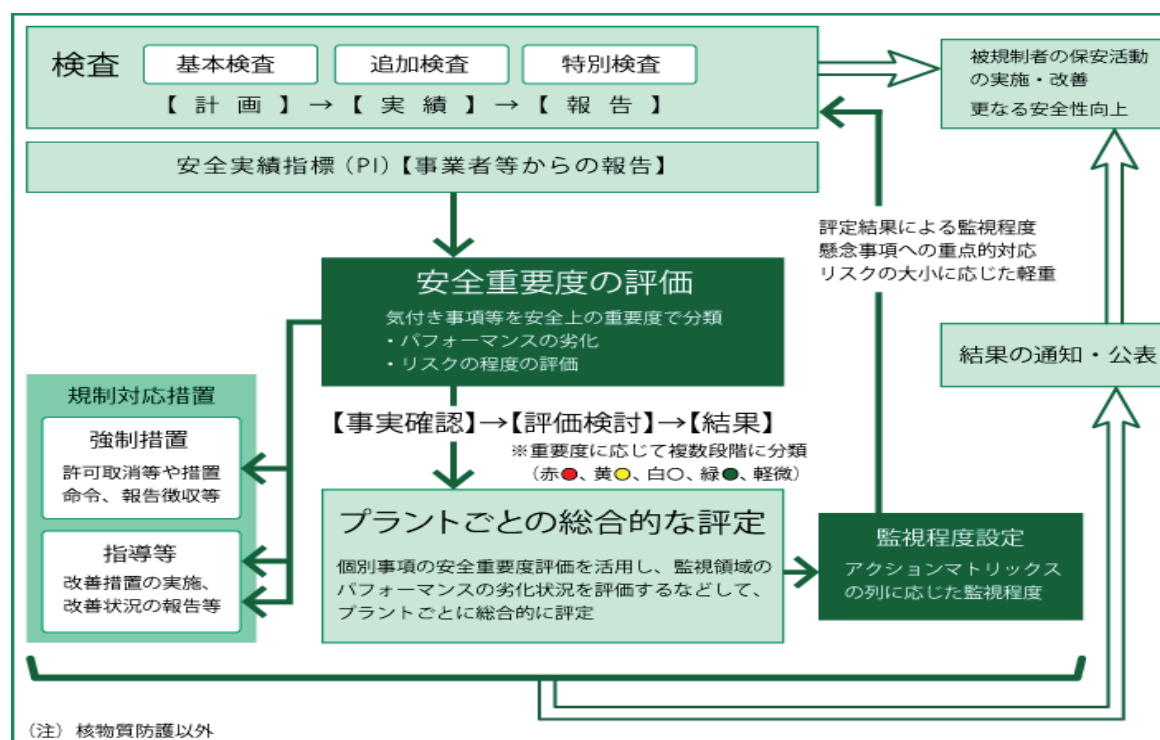 検査
基本検査
追加検査
特別検査
【計画】→【実績】→【報告】
安全実績指標(PI)【事業者等からの報告】
被規制者の保安活動
の実施・改善
更なる安全性向上
評定結果による監視程度
懸念事項への重点的対応
リスクの大小に応じた軽重
安全重要度の評価
気付き事項等を安全上の重要度で分類
・パフォーマンスの劣化
・リスクの程度の評価
結果の通知・公表
規制対応措置
強制措置
許可取消等や措置
命令、報告徴収等
指導等
改善措置の実施、
改善状況の報告等
【事実確認】→【評価検討】→【結果】
※重要度に応じて複数段階に分類
(赤●、黄●、白○、緑●、軽微)
プラントごとの総合的な評定
個別事項の安全重要度評価を活用し、監視領域の
パフォーマンスの劣化状況を評価するなどして、
プラントごとに総合的に評定
監視程度設定
アクションマトリックス
の列に応じた監視程度
(注) 核物質防護以外